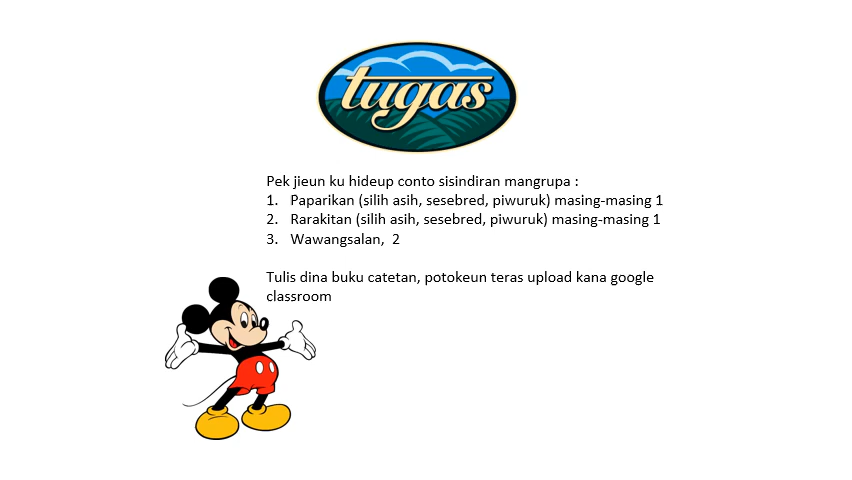 tugas
Pek jieun ku hideup conto sisindiran mangrupa :
1. Paparikan (silih asih, sesebred, piwuruk) masing-masing 1
2. Rarakitan (silih asih, sesebred, piwuruk) masing-masing 1
3. Wawangsalan, 2
Tulis dina buku catetan, potokeun teras upload kana google
classroom